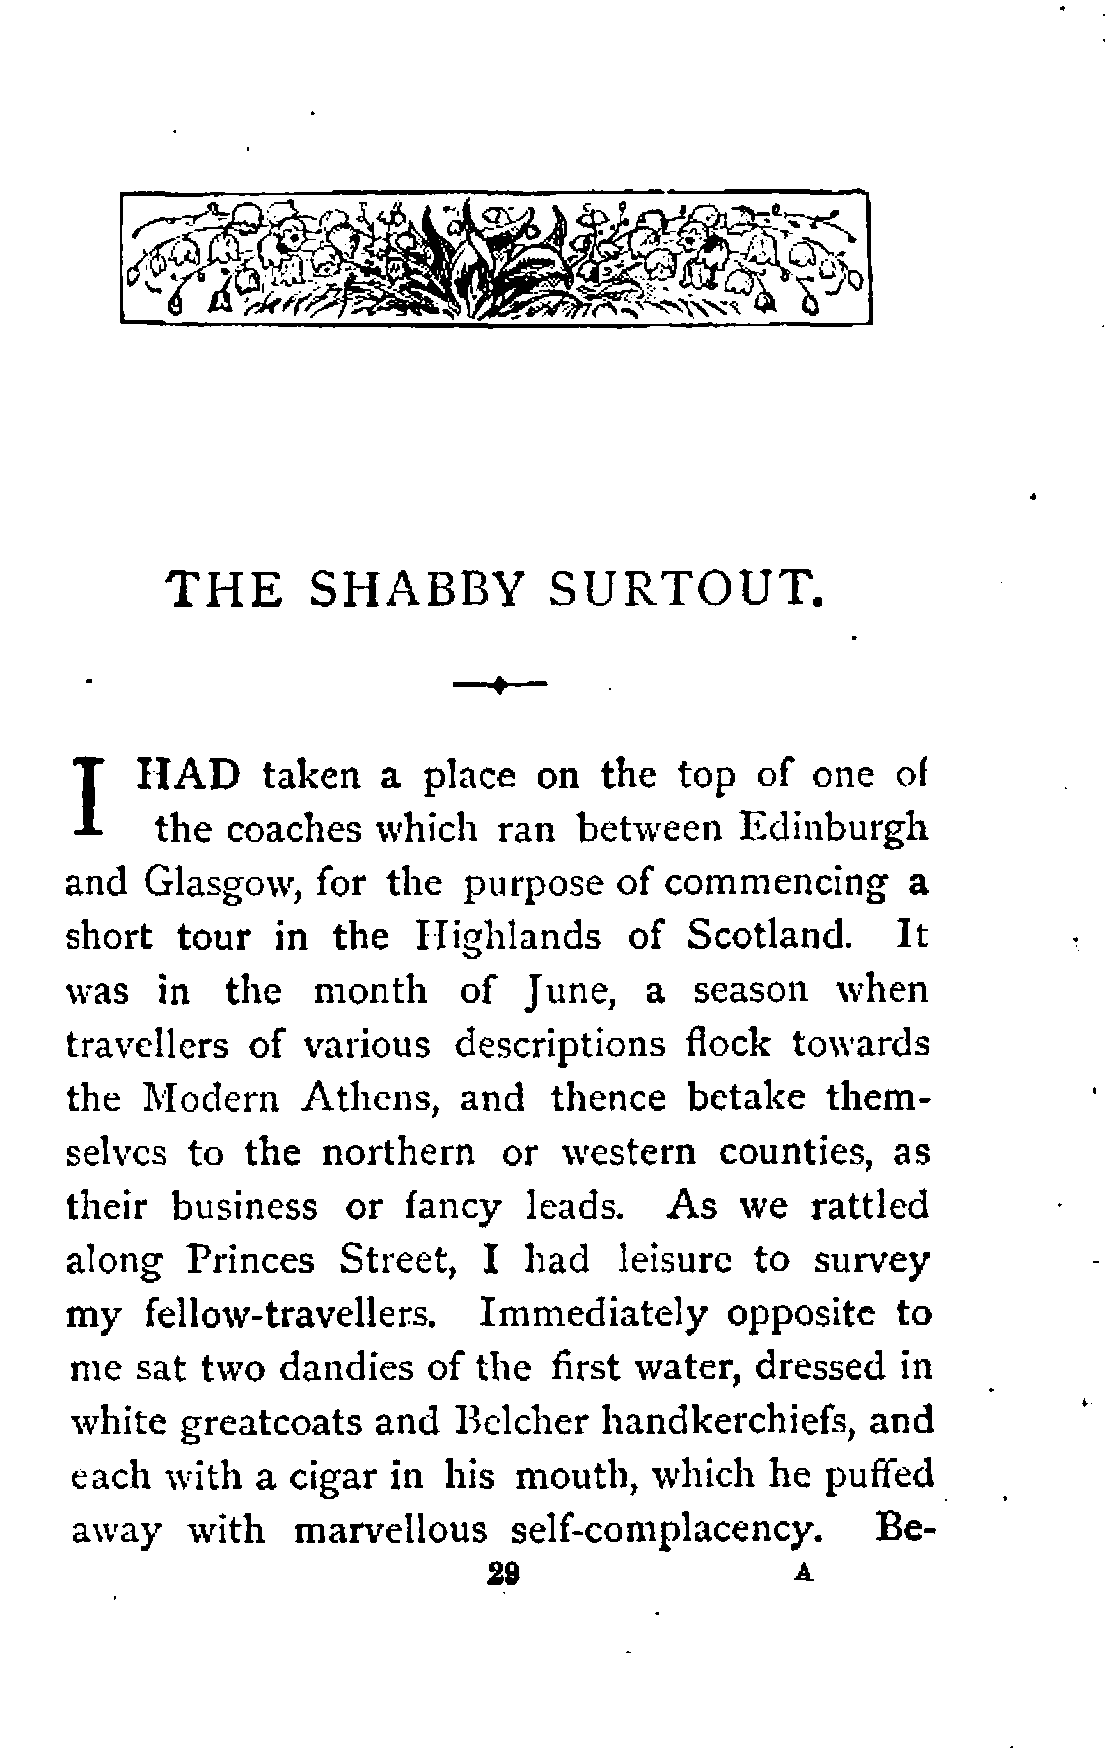 THE SHABBY SURTOUT.
I HAD taken a place on the top of one of
the coaches which ran between Edinburgh
and Glasgow, for the purpose of commencing a
short tour in the Highlands of Scotland. It
was in the month of June, a season when
travellers of various descriptions flock towards
the Modern Athens, and thence betake them-
selves to the northern or western counties, as
their business or fancy leads. As we rattled
along Princes Street, I had leisure to survey
my fellow-travellers. Immediately opposite to
me sat two dandies of the first water, dressed in
white greatcoats and Belcher handkerchiefs, and
each with a cigar in his mouth, which he puffed
away with marvellous self-complacency. Be-
29 A